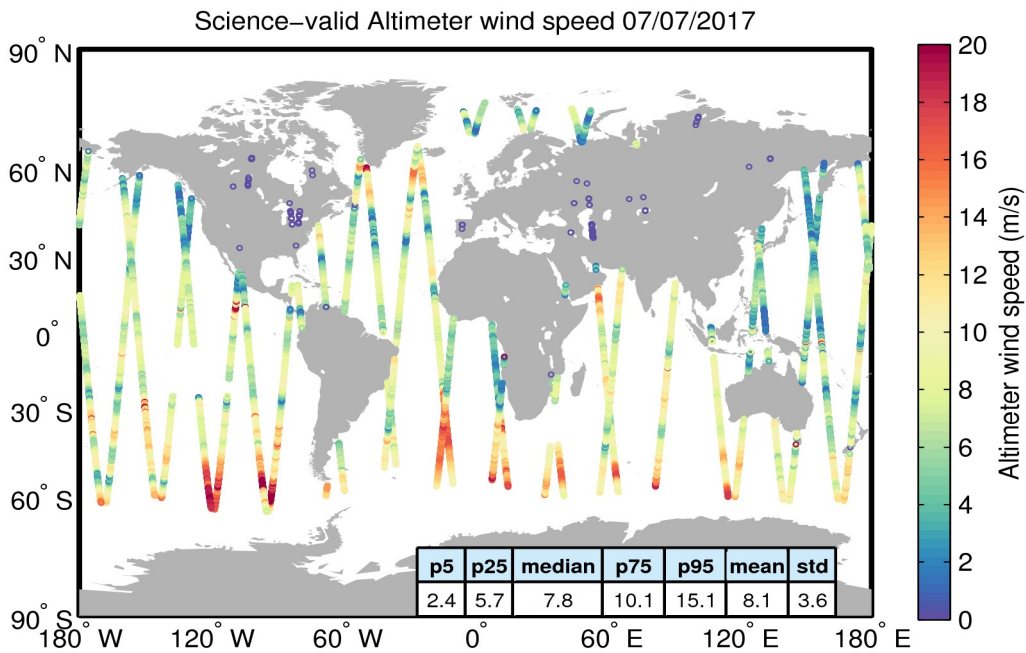 Science−valid Altimeter wind speed 07/07/2017
90° N
60° N
30° N
0°
30° S
60° S
90° S
180° W
120° W
60° W
0°
60° E
120° E
180° E
p5 p25 median p75 p95 mean std
2.4 5.7 7.8 10.1 15.1 8.1 3.6
20
18
16
14
12
10
8
6
4
2
0
Altimeter wind speed (m/s)